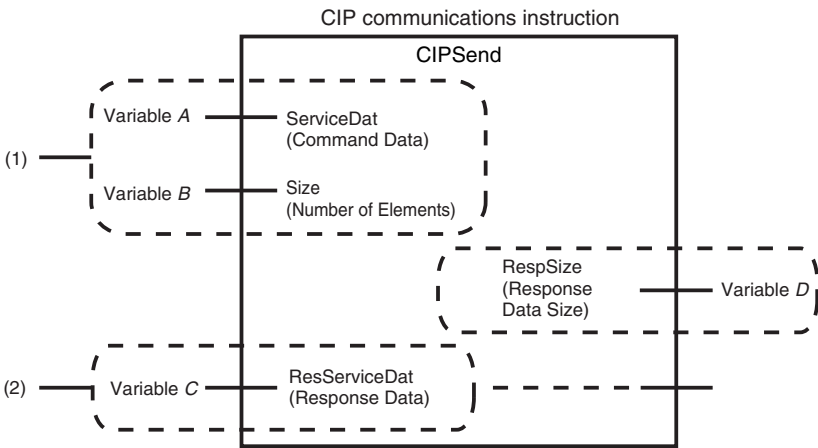 CIP communications instruction
CIPSend
Variable A
ServiceDat
(Command Data)
(1)
Variable B
Size
(Number of Elements)
RespSize
(Response
Data Size)
Variable D
(2)
Variable C
ResServiceDat
(Response Data)